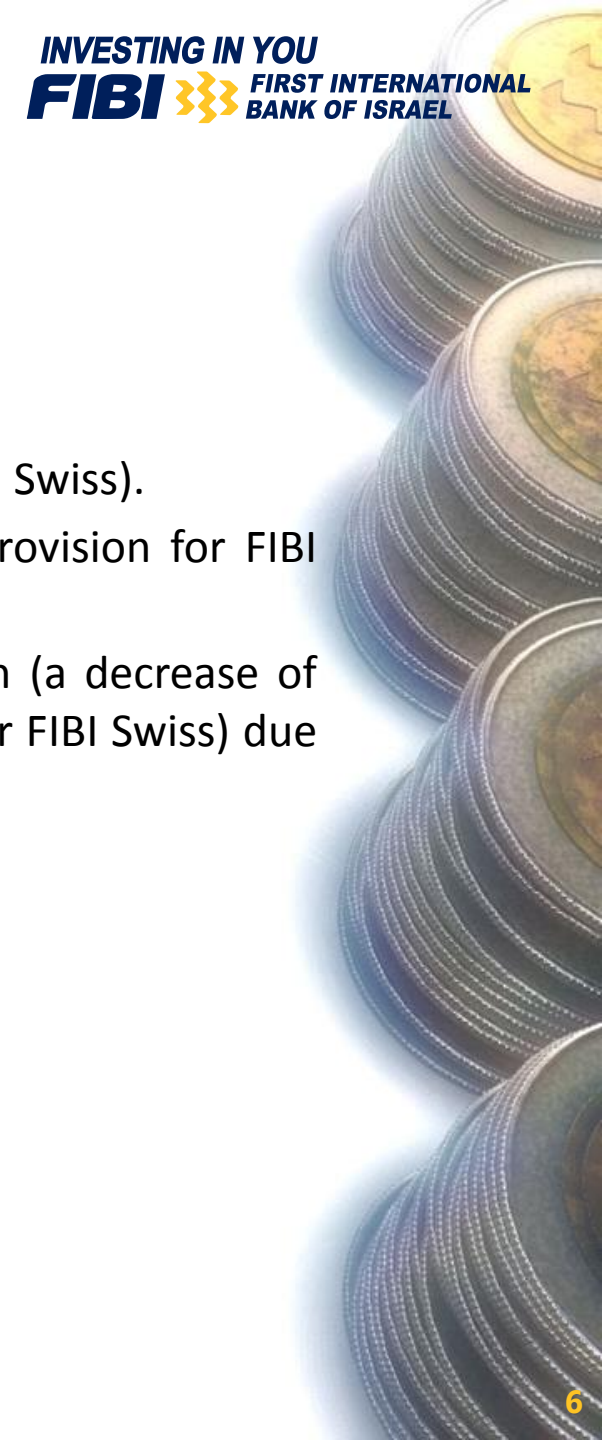 INVESTING IN YOU
FIBI FIRST INTERNATIONAL
BANK OF ISRAEL
Swiss).
rovision for FIBI
(a decrease of
FIBI Swiss) due
6